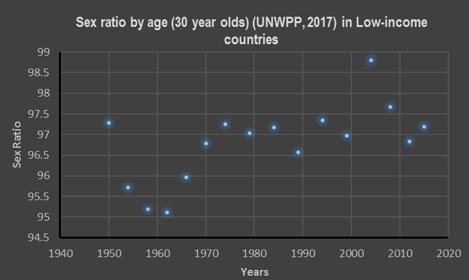 Sex ratio by age (30 year olds) (UNWPP, 2017) in Low-income
countries
99
98.5
98
97.5
97
96.5
96
95.5
95
94.5
Sex Ratio
1940 1950 1960 1970 1980 1990 2000 2010 2020
Years